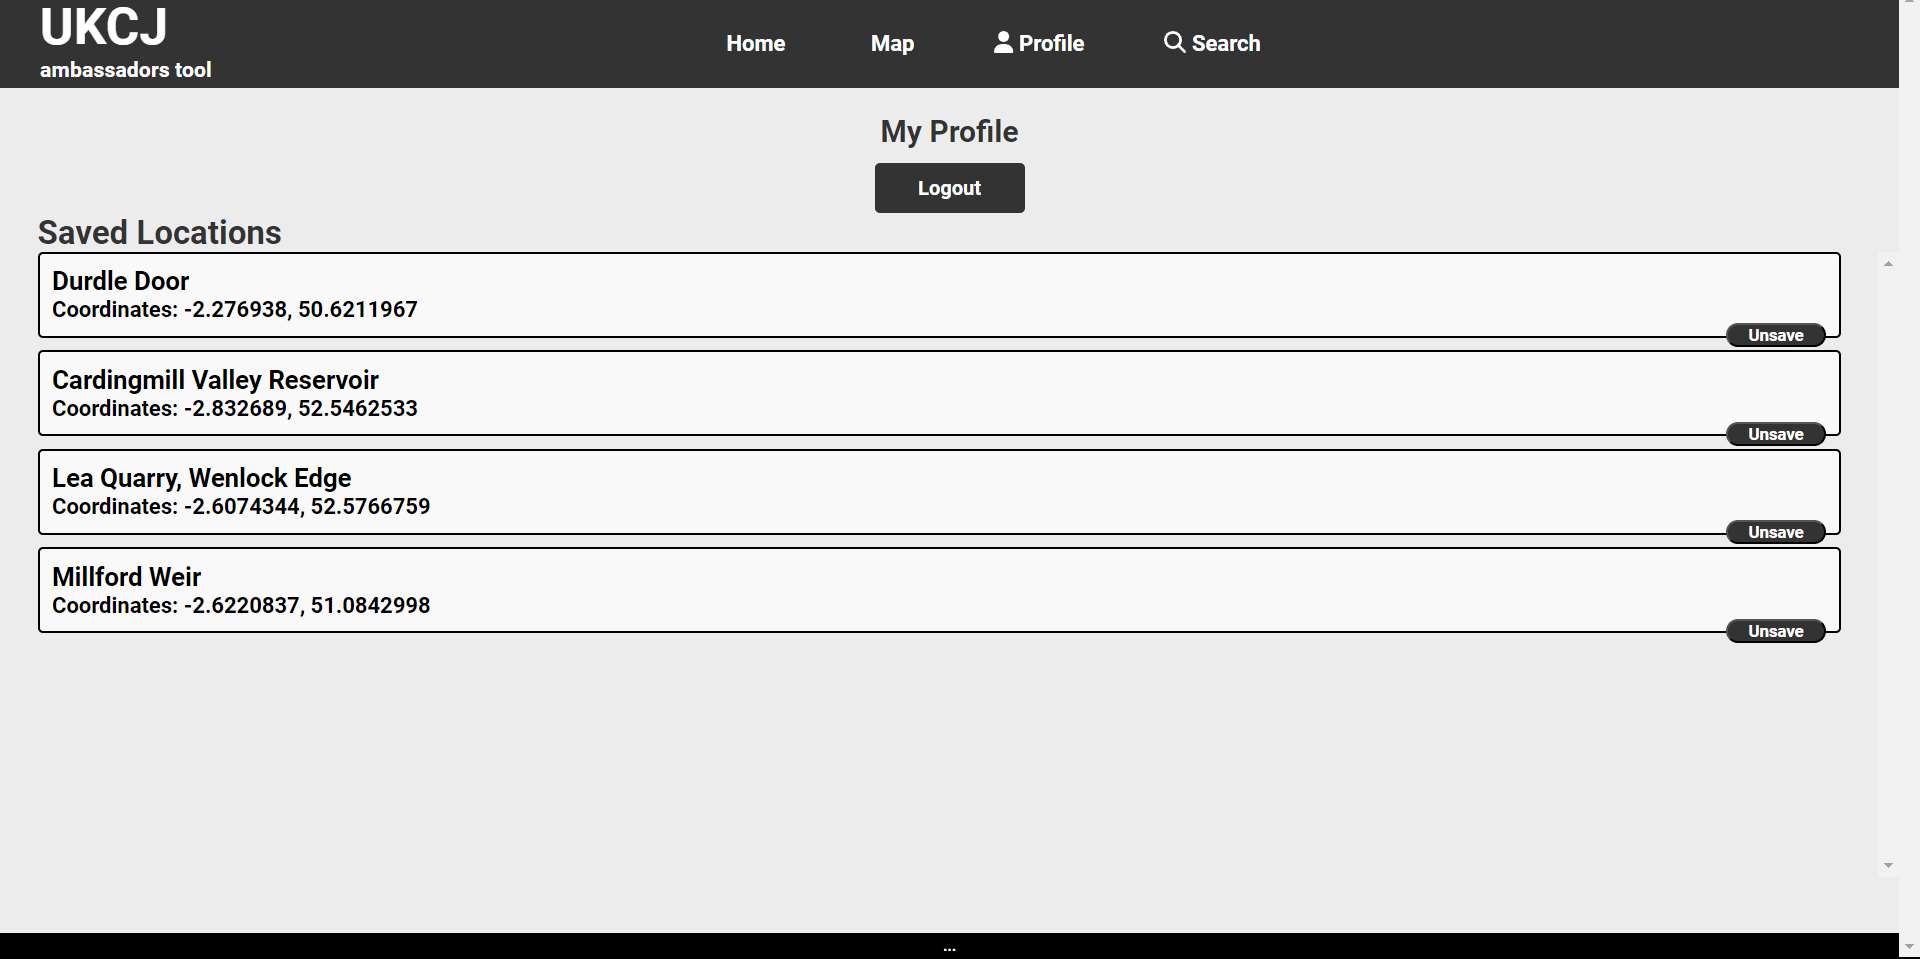 UKCJ
ambassadors tool
Home
Map
Profile
Search
My Profile
Logout
Saved Locations
Durdle Door
Coordinates: -2.276938, 50.6211967
Unsave
Cardingmill Valley Reservoir
Coordinates: -2.832689, 52.5462533
Unsave
Lea Quarry, Wenlock Edge
Coordinates: -2.6074344, 52.5766759
Unsave
Millford Weir
Coordinates: -2.6220837, 51.0842998
Unsave
...